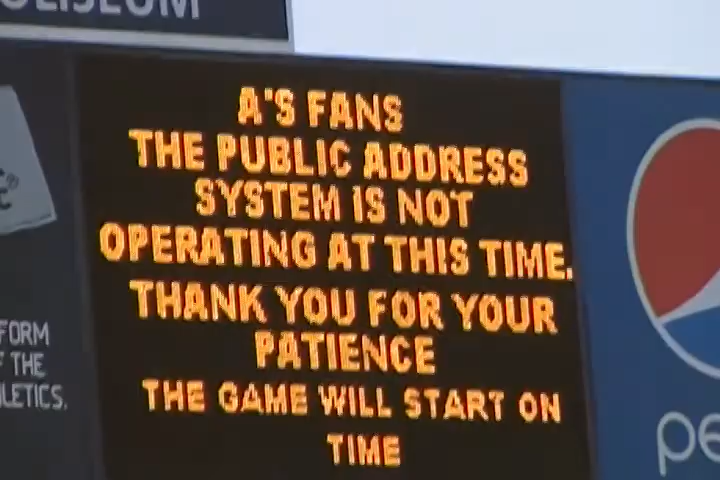 OLISEUM
A'S FANS
THE PUBLIC ADDRESS
SYSTEM IS NOT
OPERATING AT THIS TIME.
THANK YOU FOR YOUR
PATIENCE
THE GAME WILL START ON
TIME
FORM
THE
LETICS.
pe